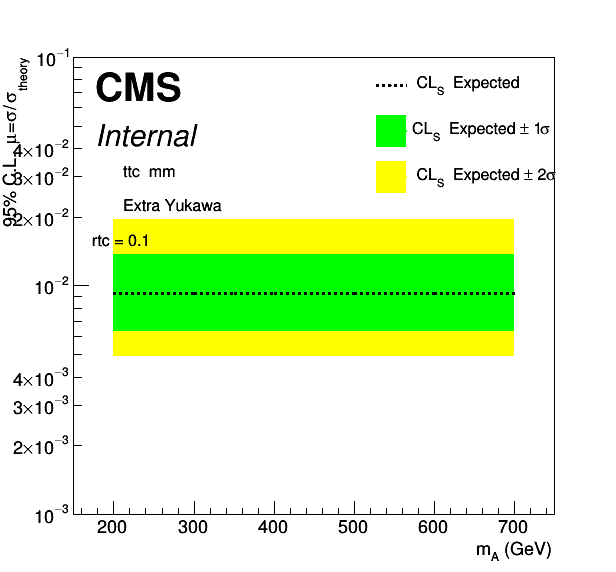 95% C.L. μ=σ/σtheory
10⁻¹
4×10⁻²
3×10⁻²
2×10⁻²
10⁻²
4×10⁻³
3×10⁻³
2×10⁻³
10⁻³
CMS
Internal
ttc mm
Extra Yukawa
rtc = 0.1
CLS Expected
CLS Expected ± 1σ
CLS Expected ± 2σ
200 300 400 500 600 700
mA (GeV)